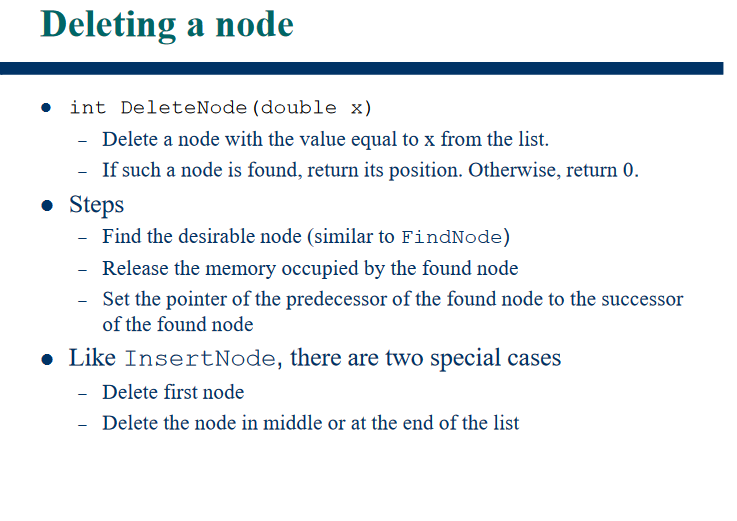 Deleting a node
● int DeleteNode(double x)
– Delete a node with the value equal to x from the list.
– If such a node is found, return its position. Otherwise, return 0.
● Steps
– Find the desirable node (similar to FindNode)
– Release the memory occupied by the found node
– Set the pointer of the predecessor of the found node to the successor
of the found node
● Like InsertNode, there are two special cases
– Delete first node
– Delete the node in middle or at the end of the list